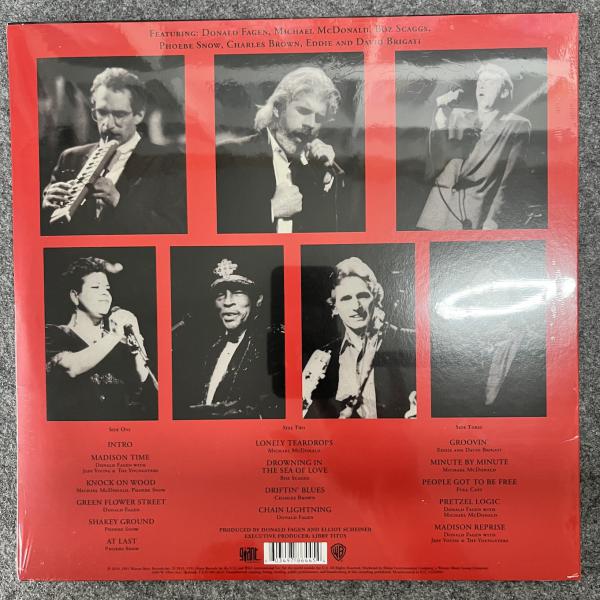 Featuring: Donald Fagen, Michael McDonald, Boz Scaggs,
Phoebe Snow, Charles Brown, Eddie and David Brigati
Side One
INTRO
MADISON TIME
Donald Fagen with
Jeff Young & The Youngsters
KNOCK ON WOOD
Michael McDonald, Phoebe Snow
GREEN FLOWER STREET
Donald Fagen
SHAKEY GROUND
Phoebe Snow
AT LAST
Phoebe Snow
Side Two
LONELY TEARDROPS
Michael McDonald
DROWNING IN
THE SEA OF LOVE
Boz Scaggs
DRIFTIN' BLUES
Charles Brown
CHAIN LIGHTNING
Donald Fagen
Side Three
GROOVIN
Eddie and David Brigati
MINUTE BY MINUTE
Michael McDonald
PEOPLE GOT TO BE FREE
Full Cast
PRETZEL LOGIC
Donald Fagen with
Michael McDonald
MADISON REPRISE
Jeff Young & The Youngsters
Produced by Donald Fagen and Elliot Scheiner
Executive Producer: Libby Titus
giant